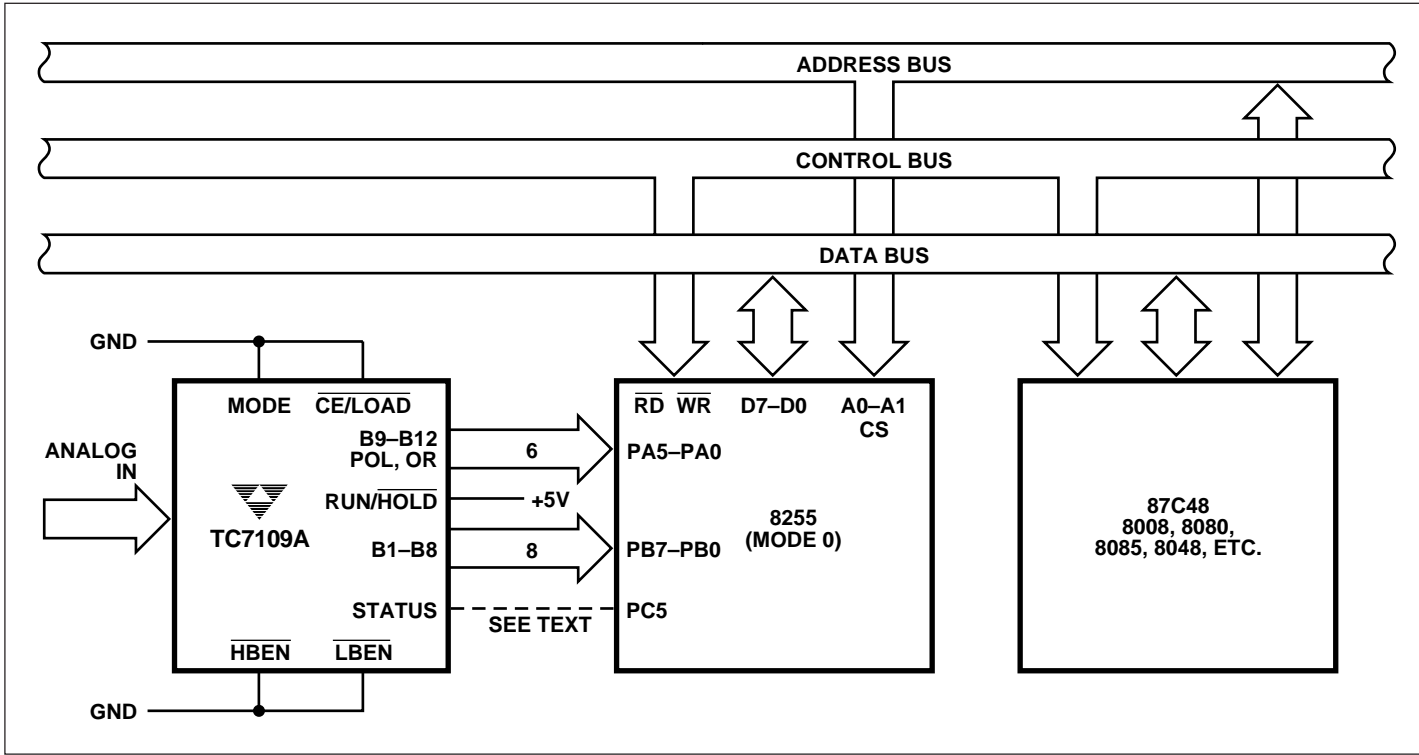 ADDRESS BUS
CONTROL BUS
DATA BUS
GND
MODE
CE/LOAD
B9–B12
POL, OR
6
PA5–PA0
RD WR
D7–D0
A0–A1
CS
ANALOG
IN
RUN/HOLD
+5V
TC7109A
8255
(MODE 0)
87C48
8008, 8080,
8085, 8048, ETC.
B1–B8
8
PB7–PB0
STATUS
SEE TEXT
PC5
HBEN
LBEN
GND